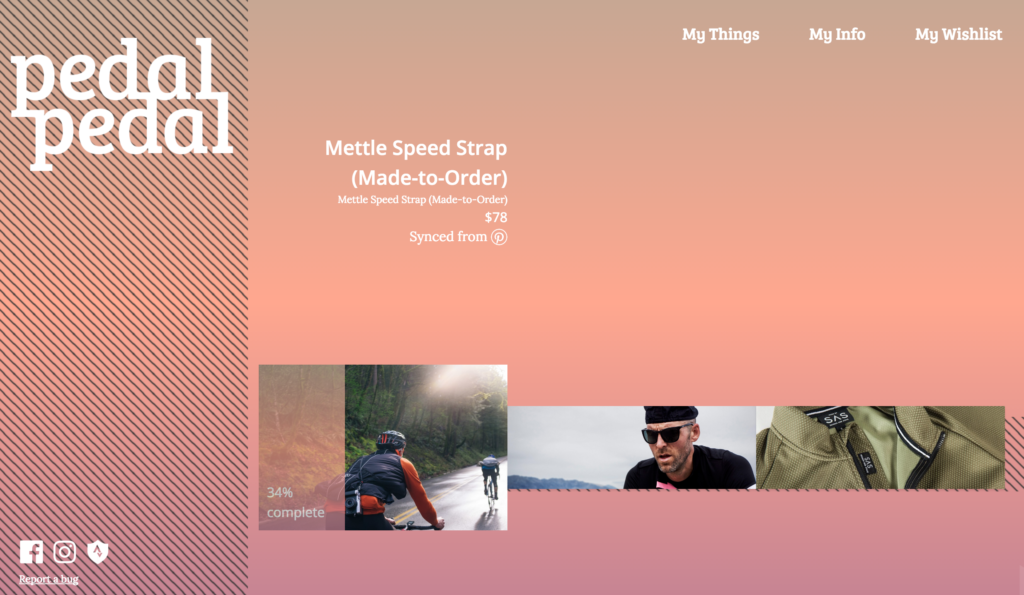 pedal
pedal
My Things
My Info
My Wishlist
Mettle Speed Strap
(Made-to-Order)
Mettle Speed Strap (Made-to-Order)
$78
Synced from
34%
complete
SAS
SAS
Report a bug